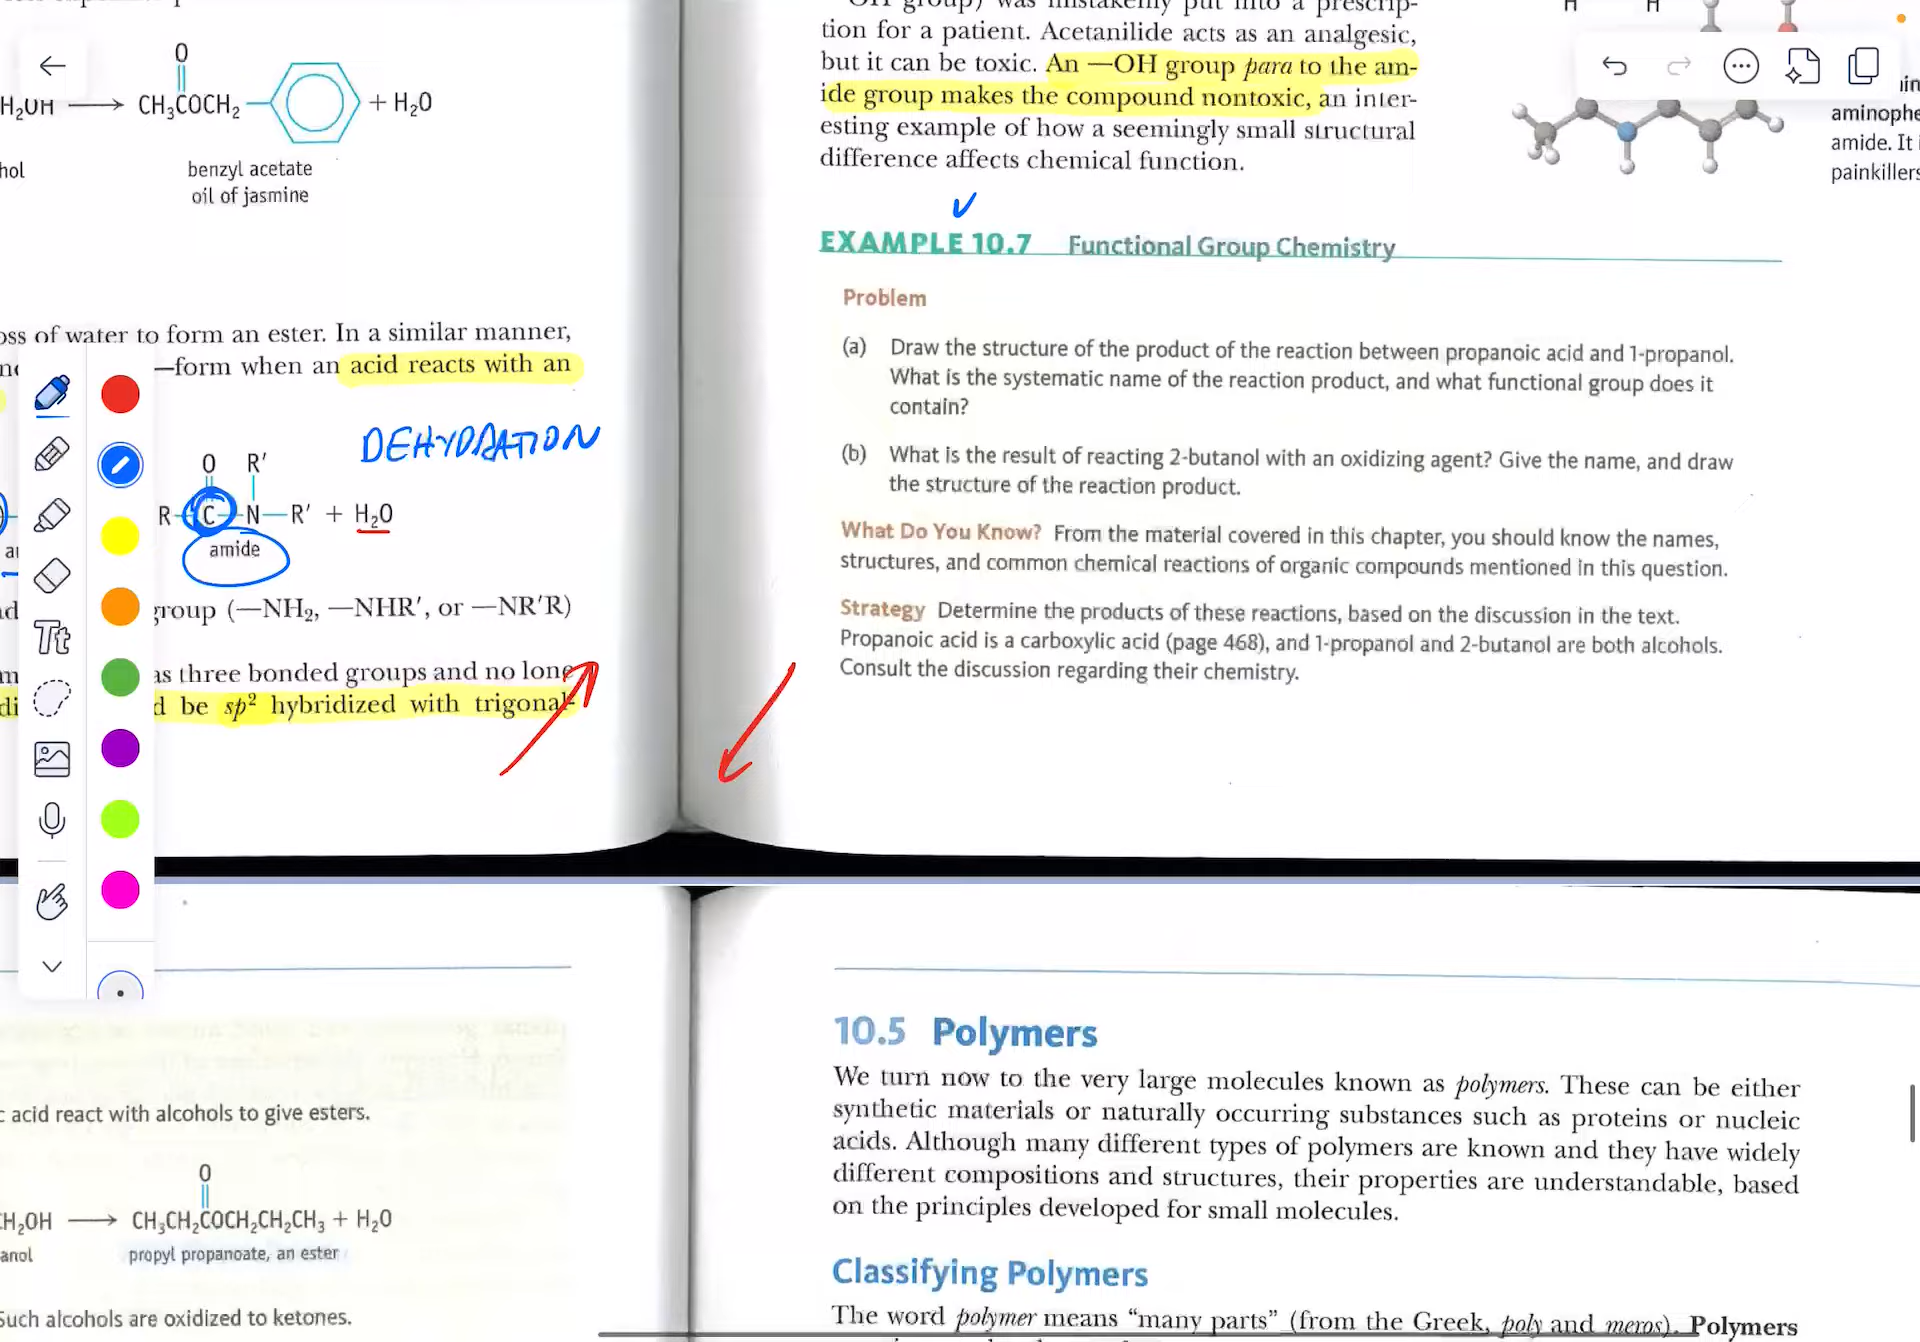 O
H₂OH ⟶ CH₃COCH₂ + H₂O
benzyl acetate
oil of jasmine
oss of water to form an ester. In a similar manner,
—form when an acid reacts with an
DEHYDRATION
O R′
R—C—N—R′ + H₂O
amide
group (—NH₂, —NHR′, or —NR′R)
as three bonded groups and no lone
d be sp² hybridized with trigonal-
Tt
tion for a patient. Acetanilide acts as an analgesic,
but it can be toxic. An —OH group para to the am-
ide group makes the compound nontoxic, an inter-
esting example of how a seemingly small structural
difference affects chemical function.
H H
aminophe
amide. It i
painkillers
EXAMPLE 10.7 Functional Group Chemistry
Problem
(a) Draw the structure of the product of the reaction between propanoic acid and 1-propanol.
What is the systematic name of the reaction product, and what functional group does it
contain?
(b) What is the result of reacting 2-butanol with an oxidizing agent? Give the name, and draw
the structure of the reaction product.
What Do You Know? From the material covered in this chapter, you should know the names,
structures, and common chemical reactions of organic compounds mentioned in this question.
Strategy Determine the products of these reactions, based on the discussion in the text.
Propanoic acid is a carboxylic acid (page 468), and 1-propanol and 2-butanol are both alcohols.
Consult the discussion regarding their chemistry.
c acid react with alcohols to give esters.
O
CH₂OH ⟶ CH₃CH₂COCH₂CH₂CH₃ + H₂O
anol propyl propanoate, an ester
Such alcohols are oxidized to ketones.
10.5 Polymers
We turn now to the very large molecules known as polymers. These can be either
synthetic materials or naturally occurring substances such as proteins or nucleic
acids. Although many different types of polymers are known and they have widely
different compositions and structures, their properties are understandable, based
on the principles developed for small molecules.
Classifying Polymers
The word polymer means “many parts” (from the Greek, poly and meros). Polymers